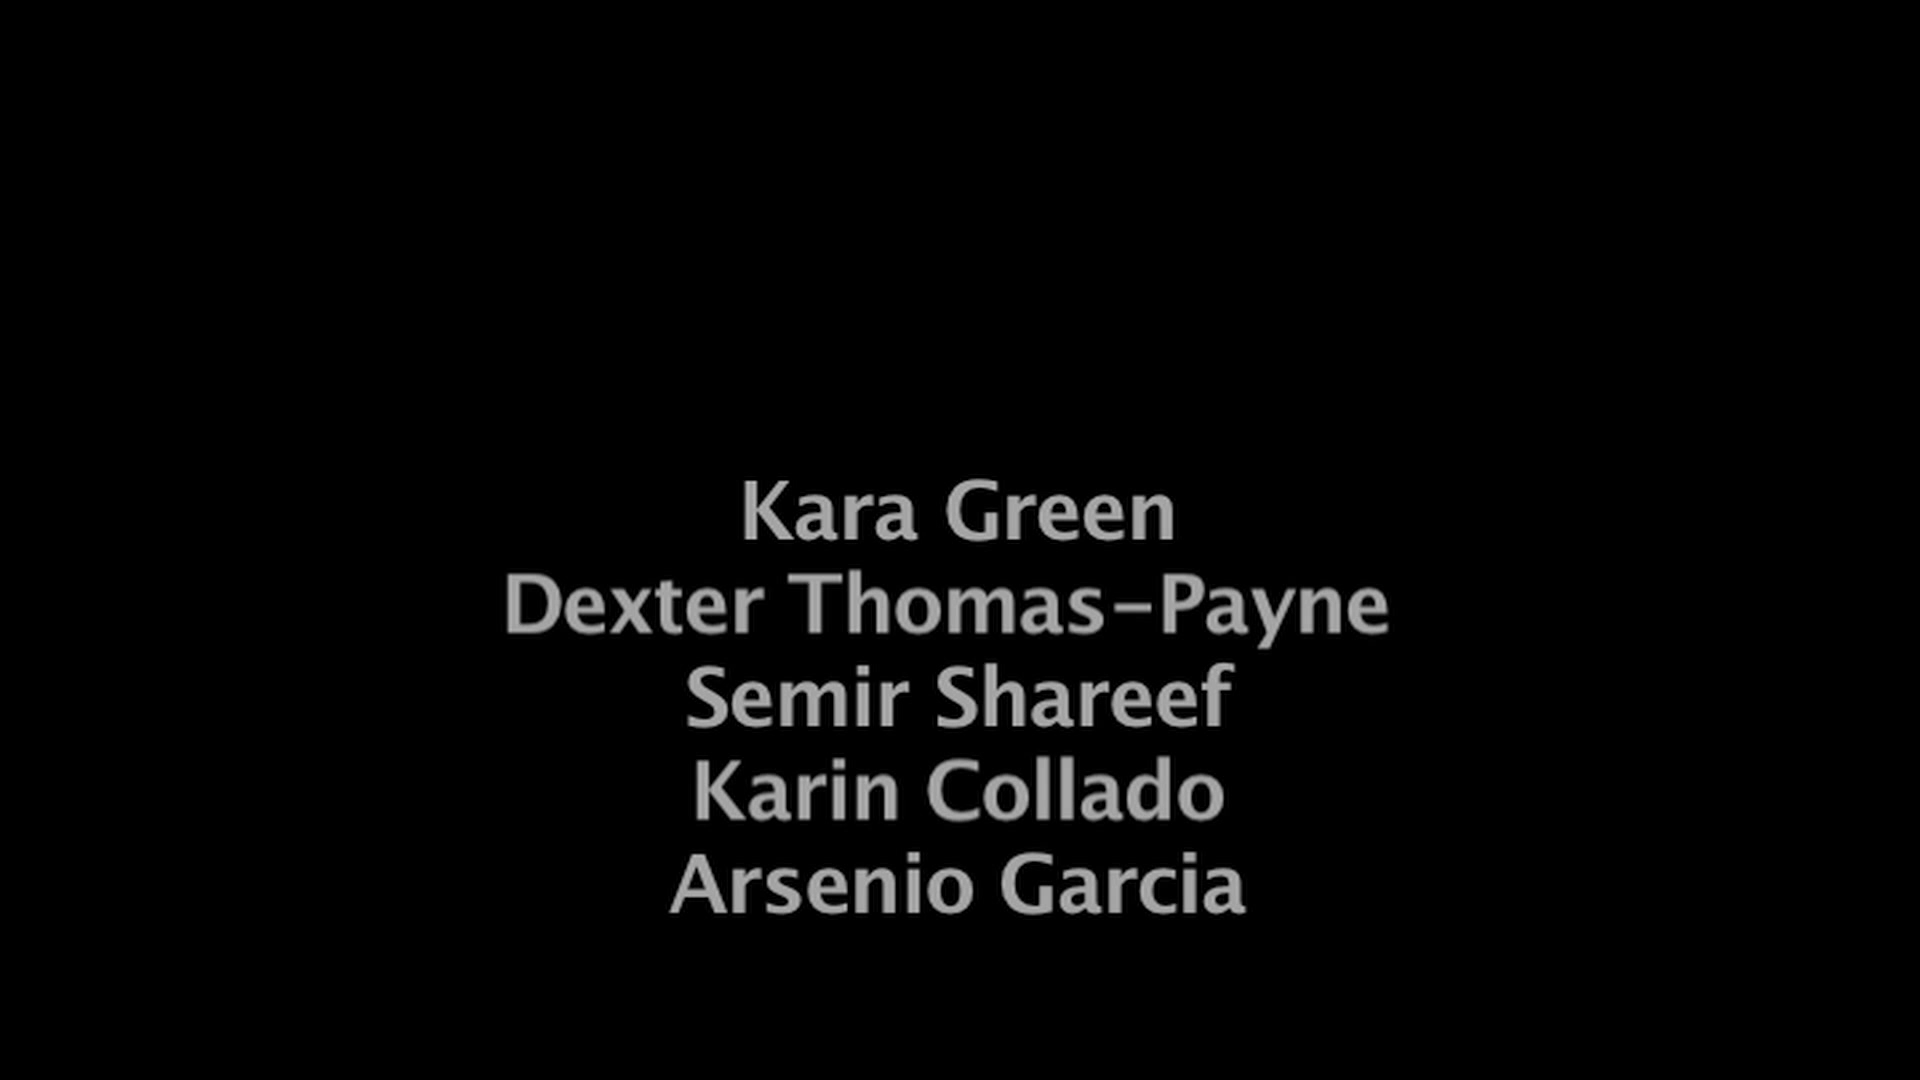 Kara Green
Dexter Thomas-Payne
Semir Shareef
Karin Collado
Arsenio Garcia